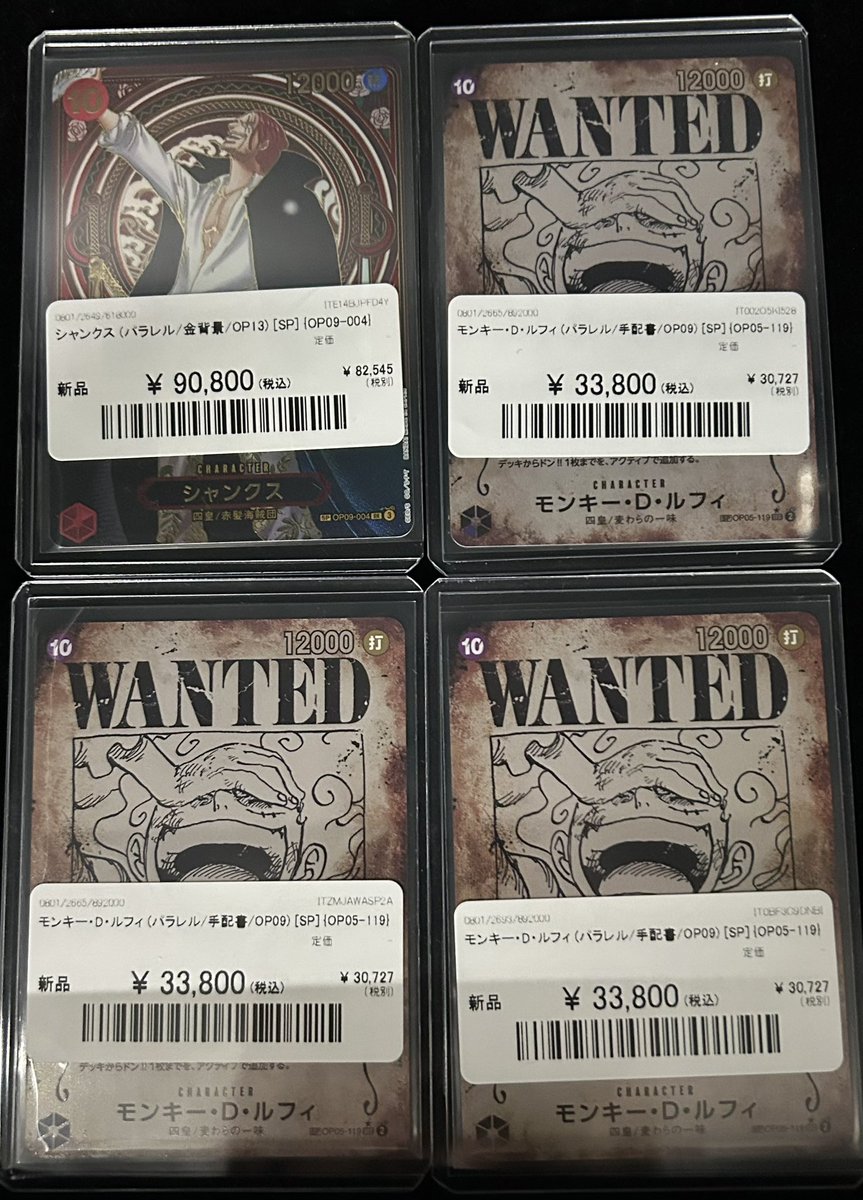 10
12000
シャンクス(パラレル/金背景/OP13)[SP]{OP09-004}
定価
新品
¥ 90,800(税込)
¥ 82,545
(税別)
CHARACTER
シャンクス
四皇/赤髪海賊団
SP OP09-004
10
12000 打
WANTED
0801/2665/892000
モンキー・D・ルフィ(パラレル/手配書/OP09)[SP]{OP05-119}
定価
新品
¥ 33,800(税込)
¥ 30,727
(税別)
デッキからドン!!1枚までを、アクティブで追加する。
CHARACTER
モンキー・D・ルフィ
四皇/麦わらの一味
OP05-119
10
12000 打
WANTED
0801/2665/892000
ITZMJAWASP2A
モンキー・D・ルフィ(パラレル/手配書/OP09)[SP]{OP05-119}
定価
新品
¥ 33,800(税込)
¥ 30,727
(税別)
デッキからドン!!1枚までを、アクティブで追加する。
CHARACTER
モンキー・D・ルフィ
四皇/麦わらの一味
OP05-119
10
12000 打
WANTED
0801/2693/892000
モンキー・D・ルフィ(パラレル/手配書/OP09)[SP]{OP05-119}
定価
新品
¥ 33,800(税込)
¥ 30,727
(税別)
CHARACTER
モンキー・D・ルフィ
四皇/麦わらの一味
OP05-119